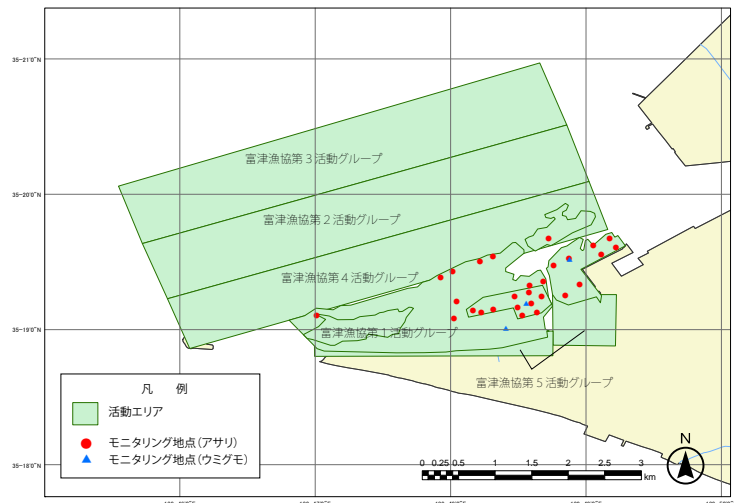 35°21'0"N
35°20'0"N
35°19'0"N
35°18'0"N
富津漁協第3活動グループ
富津漁協第2活動グループ
富津漁協第4活動グループ
富津漁協第1活動グループ
富津漁協第5活動グループ
凡 例
活動エリア
モニタリング地点(アサリ)
モニタリング地点(ウミグモ)
0 0.25 0.5 1 1.5 2 2.5 3
km
N